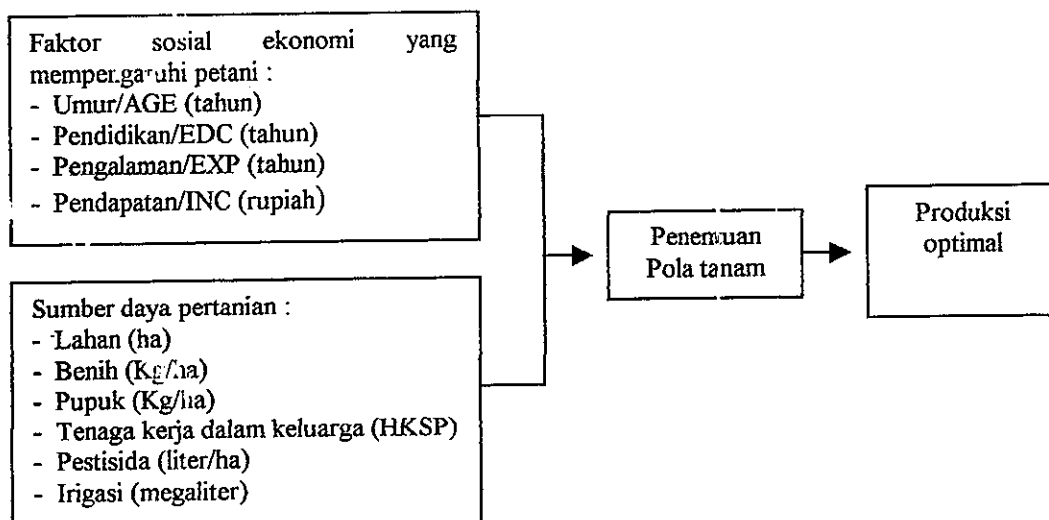 Faktor sosial ekonomi yang
mempengaruhi petani :
- Umur/AGE (tahun)
- Pendidikan/EDC (tahun)
- Pengalaman/EXP (tahun)
- Pendapatan/INC (rupiah)
Sumber daya pertanian :
- Lahan (ha)
- Benih (Kg/ha)
- Pupuk (Kg/ha)
- Tenaga kerja dalam keluarga (HKSP)
- Pestisida (liter/ha)
- Irigasi (megaliter)
Penentuan
Pola tanam
Produksi
optimal